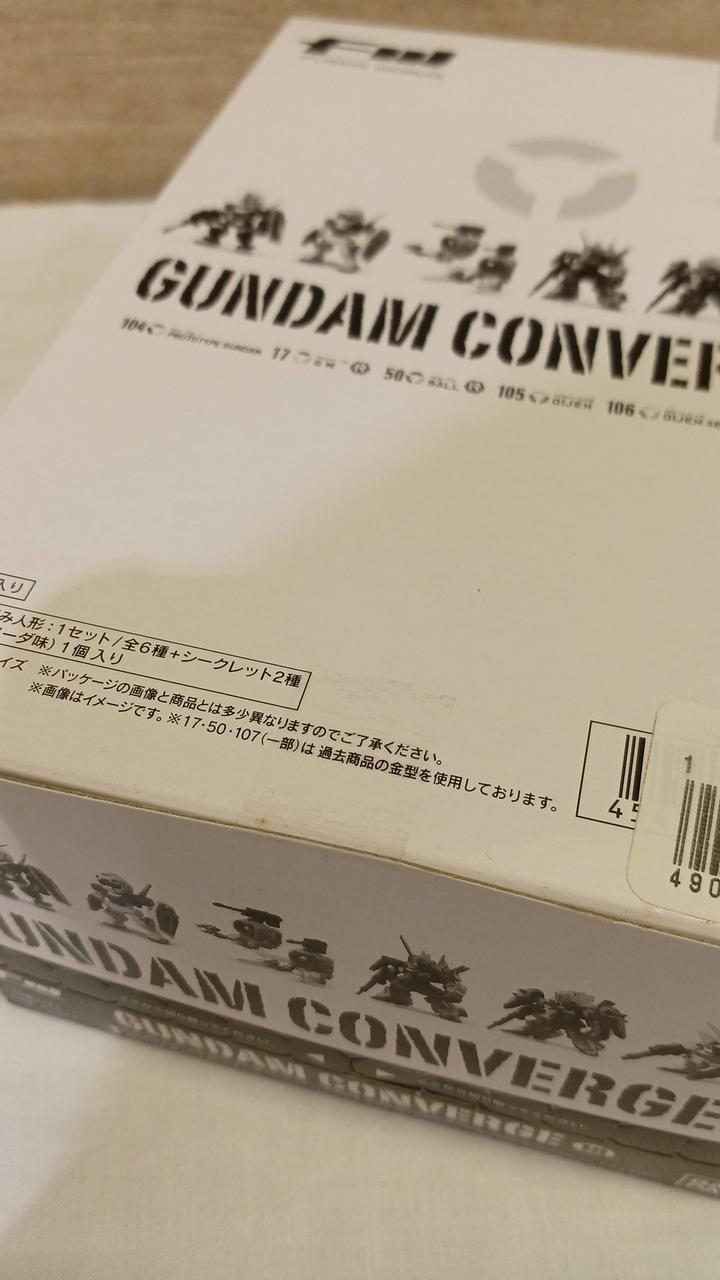 GUNDAM CONVER
104 PROTOTYPE GUNDAM 17 GM R 50 BALL R 105 DIJEH 106 DIJEH SE
入り
み人形：1セット/全6種+シークレット2種
ーダ味）1個入り
イズ ※パッケージの画像と商品とは多少異なりますのでご了承ください。
※画像はイメージです。※17・50・107（一部）は 過去商品の金型を使用しております。
45
1
490
UNDAM CONVERGE
GUNDAM CONVERGE